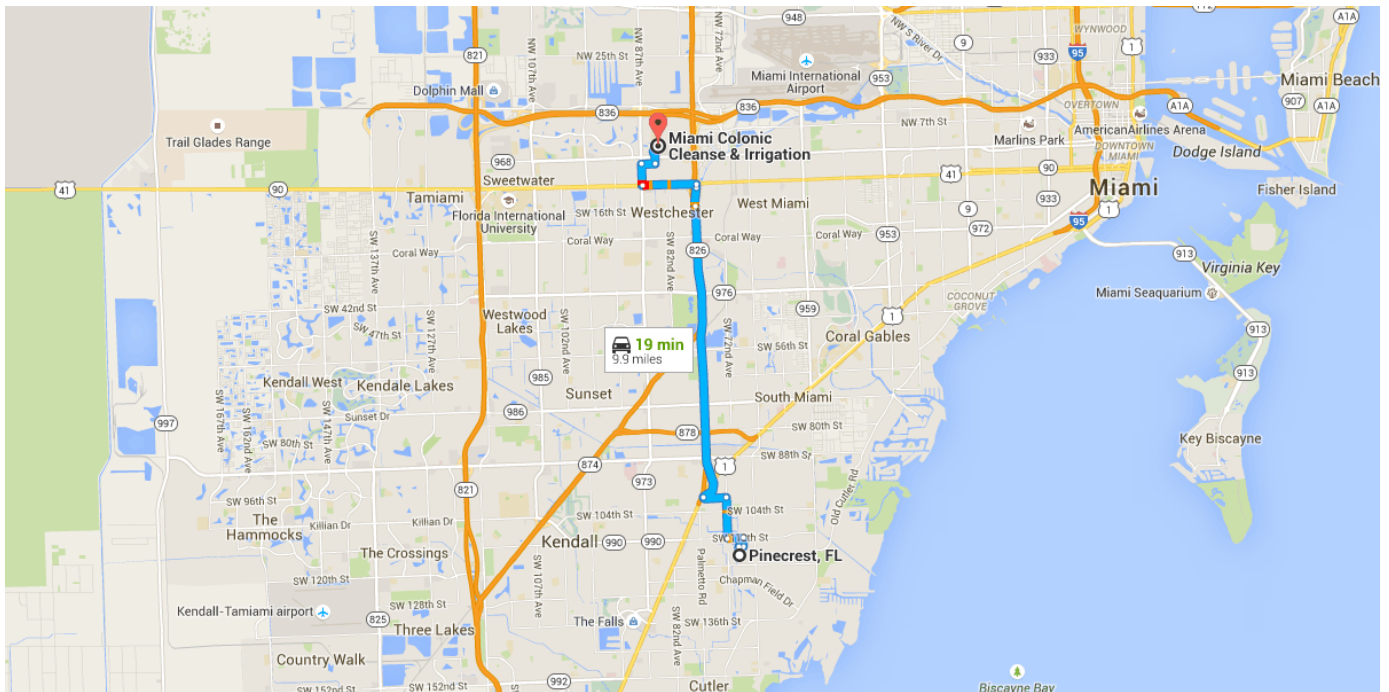 948
112
A1A
WYNWOOD
821
NW 107th Ave
NW 87th Ave
NW 72nd Ave
NW S River Dr
9
933
95
1
NW 25th St
Miami International
Airport
953
Dolphin Mall
Miami Beach
907
A1A
A1A
836
836
OVERTOWN
Trail Glades Range
Miami Colonic
Cleanse & Irrigation
NW 7th St
Marlins Park
AmericanAirlines Arena
DOWNTOWN
MIAMI
Dodge Island
968
41
90
Sweetwater
41
90
Miami
Fisher Island
Tamiami
Florida International
University
SW 16th St
Westchester
West Miami
933
9
972
95
1
SW 137th Ave
Coral Way
Coral Way
SW 82nd Ave
826
Coral Way
Coral Way
953
913
Virginia Key
976
Miami Seaquarium
COCONUT
GROVE
SW 42nd St
SW 47th St
SW 127th Ave
Westwood
Lakes
SW 102nd Ave
959
1
Coral Gables
913
19 min
9.9 miles
SW 72nd Ave
SW 56th St
Kendall West
Kendale Lakes
985
Sunset
913
SW 167th Ave
SW 162nd Ave
SW 147th Ave
Sunset Dr
986
South Miami
997
SW 80th St
878
SW 80th St
Key Biscayne
874
1
SW 88th St
821
973
SW 96th St
Old Cutler Rd
The
Hammocks
Killian Dr
Killian Dr
SW 104th St
SW 104th St
The Crossings
Kendall
990
990
Pinecrest, FL
SW 120th St
SW 107th Ave
Palmetto Rd
Chapman Field Dr
Kendall-Tamiami airport
SW 128th St
825
Three Lakes
The Falls
SW 82nd Ave
SW 136th St
Country Walk
992
SW 152nd St
SW 152nd St
Cutler
Biscayne Bay